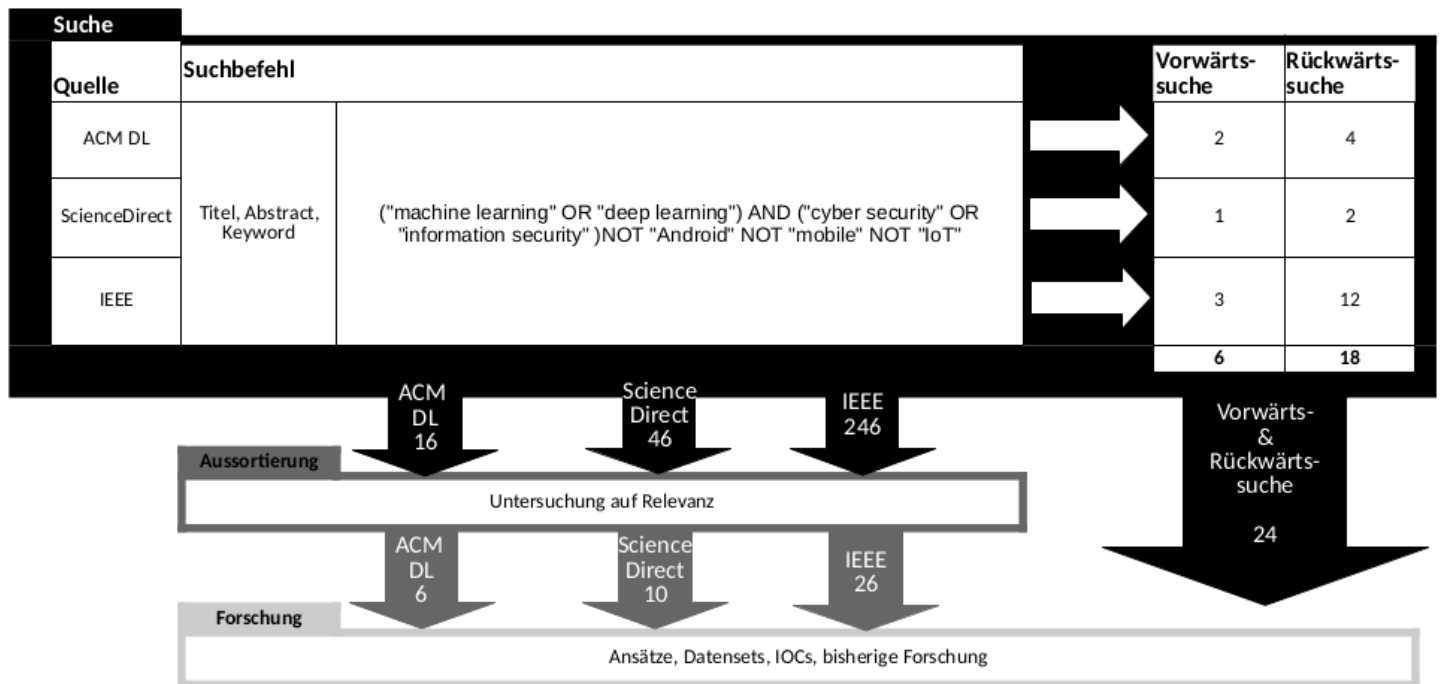 Suche
Quelle
Suchbefehl
Vorwärts-
suche
Rückwärts-
suche
ACM DL
2
4
ScienceDirect
Titel, Abstract,
Keyword
("machine learning" OR "deep learning") AND ("cyber security" OR
"information security" )NOT "Android" NOT "mobile" NOT "IoT"
1
2
IEEE
3
12
6
18
ACM
DL
16
Science
Direct
46
IEEE
246
Vorwärts-
&
Rückwärts-
suche
24
Aussortierung
Untersuchung auf Relevanz
ACM
DL
6
Science
Direct
10
IEEE
26
Forschung
Ansätze, Datensets, IOCs, bisherige Forschung